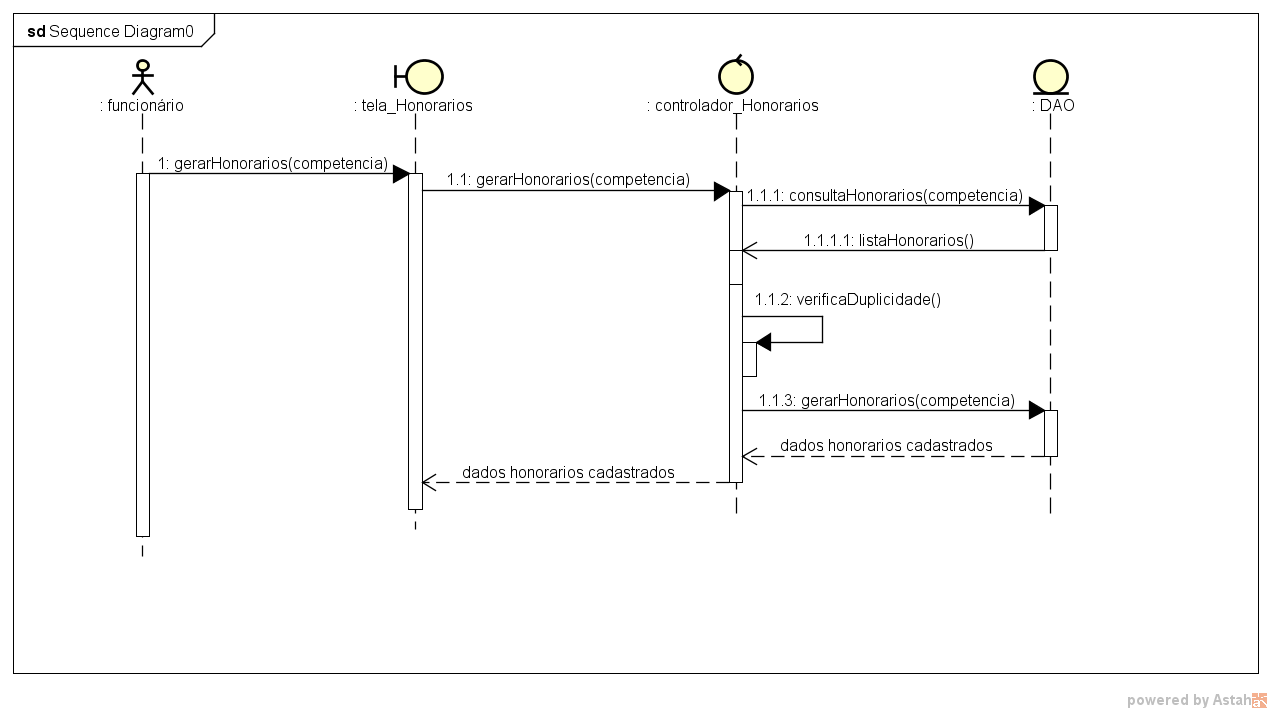 sd Sequence Diagram0
: funcionário
: tela_Honorarios
: controlador_Honorarios
: DAO
1: gerarHonorarios(competencia)
1.1: gerarHonorarios(competencia)
1.1.1: consultaHonorarios(competencia)
1.1.1.1: listaHonorarios()
1.1.2: verificaDuplicidade()
1.1.3: gerarHonorarios(competencia)
dados honorarios cadastrados
dados honorarios cadastrados
powered by Astah